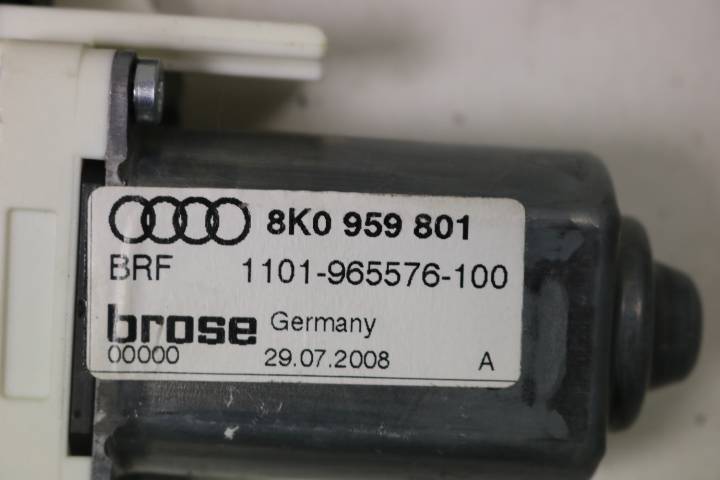 8K0 959 801
BRF 1101-965576-100
brose Germany
00000 29.07.2008 A